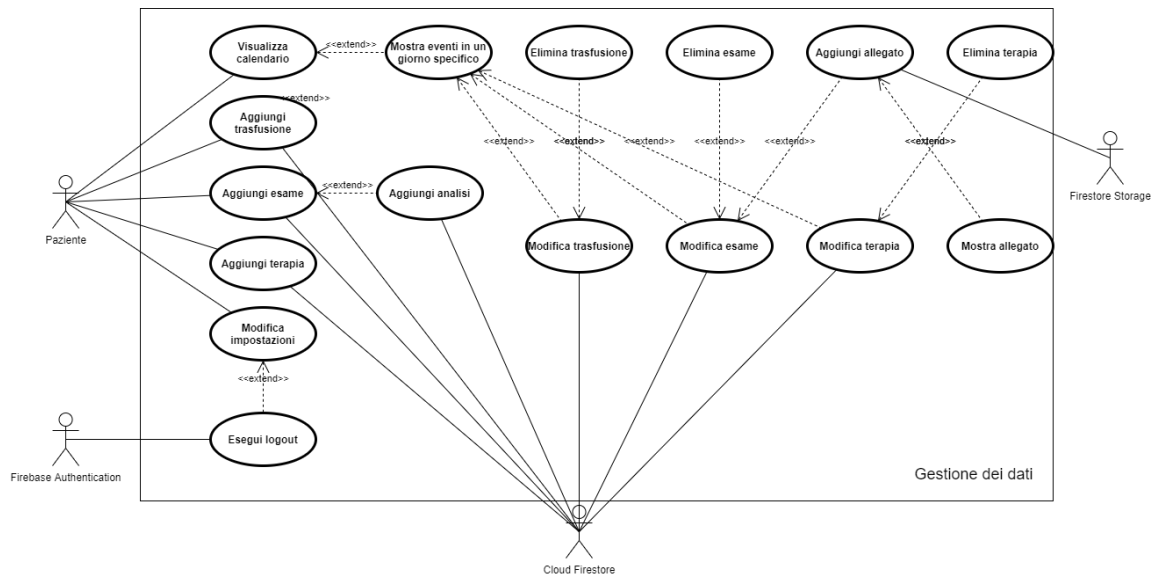 Visualizza
calendario
<<extend>>
Mostra eventi in un
giorno specifico
Elimina trasfusione
Elimina esame
Aggiungi allegato
Elimina terapia
<<extend>>
Aggiungi
trasfusione
<<extend>>
<<extend>>
<<extend>>
<<extend>>
<<extend>>
<<extend>>
<<extend>>
Firestore Storage
Paziente
Aggiungi esame
<<extend>>
Aggiungi analisi
Modifica trasfusione
Modifica esame
Modifica terapia
Mostra allegato
Aggiungi terapia
Modifica
impostazioni
<<extend>>
Esegui logout
Firebase Authentication
Gestione dei dati
Cloud Firestore